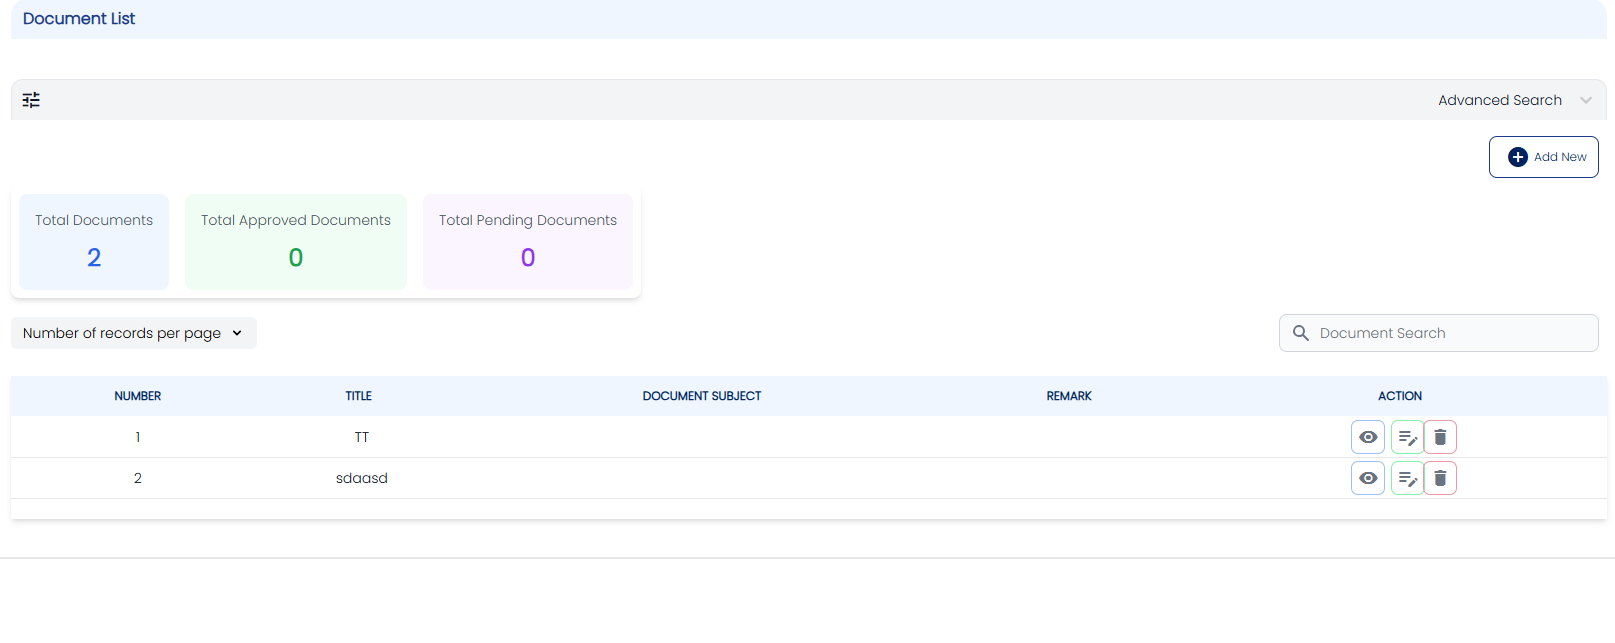 Document List
Advanced Search
Add New
Total Documents
2
Total Approved Documents
0
Total Pending Documents
0
Number of records per page
Document Search
NUMBER TITLE DOCUMENT SUBJECT REMARK ACTION
1 TT
2 sdaasd